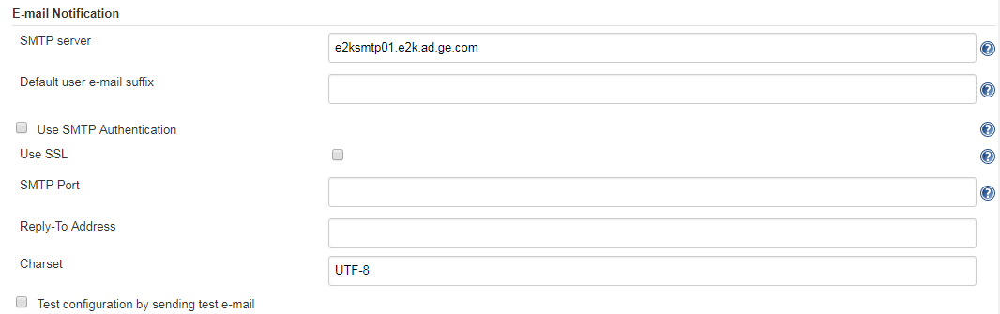 E-mail Notification
SMTP server
e2ksmtp01.e2k.ad.ge.com
Default user e-mail suffix
Use SMTP Authentication
Use SSL
SMTP Port
Reply-To Address
Charset
UTF-8
Test configuration by sending test e-mail